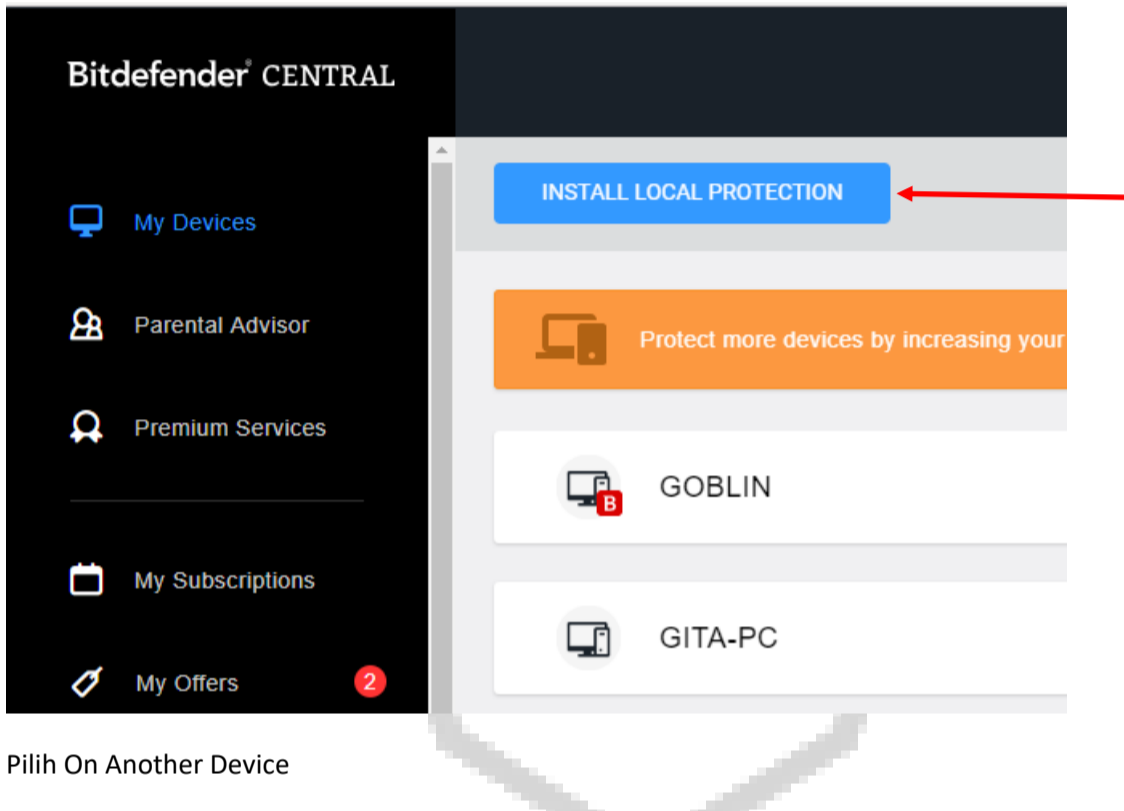 Bitdefender® CENTRAL
INSTALL LOCAL PROTECTION
My Devices
Parental Advisor
Protect more devices by increasing your
Premium Services
B
GOBLIN
My Subscriptions
GITA-PC
My Offers
2
Pilih On Another Device